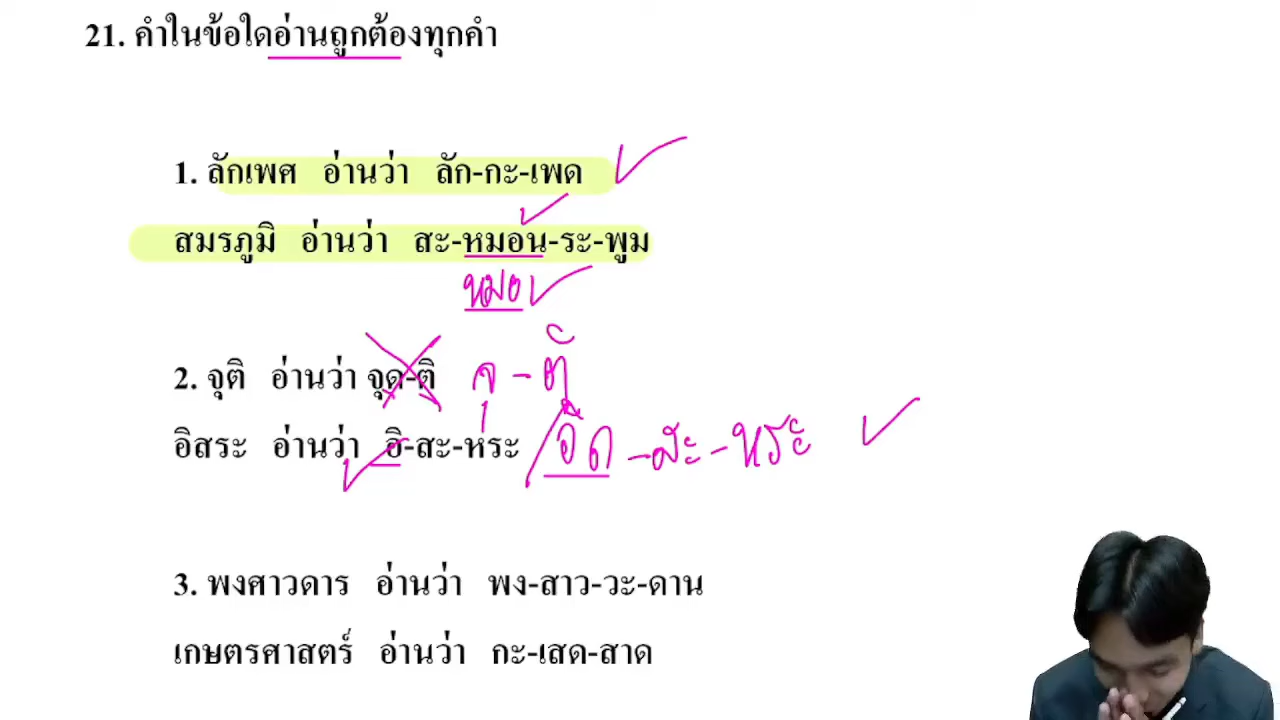 21. คำในข้อใดอ่านถูกต้องทุกคำ
1. ลักเพศ อ่านว่า ลัก-กะ-เพด
สมรภูมิ อ่านว่า สะ-หมอน-ระ-พูม
หมอ
2. จุติ อ่านว่า จุด-ติ จุ-ติ
อิสระ อ่านว่า อิ-สะ-หระ / อิด-สะ-หระ
3. พงศาวดาร อ่านว่า พง-สาว-วะ-ดาน
เกษตรศาสตร์ อ่านว่า กะ-เสด-สาด